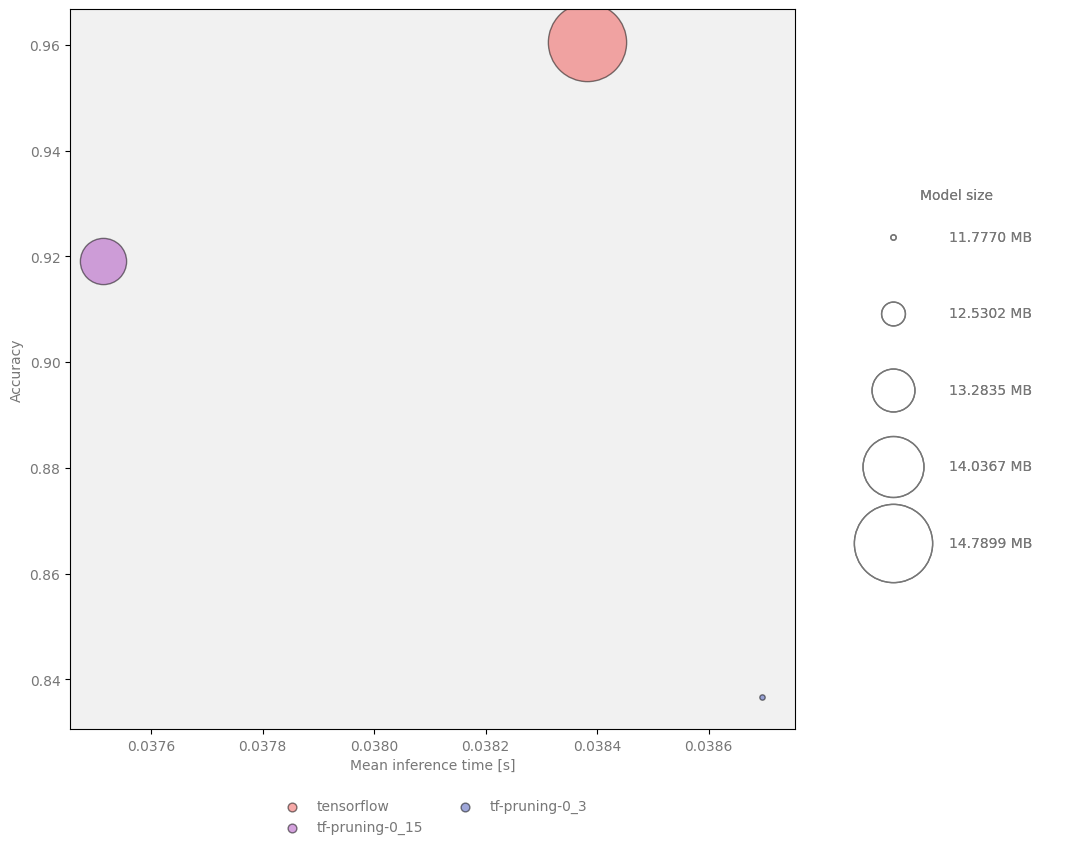 0.96
0.94
0.92
0.90
0.88
0.86
0.84
Accuracy
0.0376
0.0378
0.0380
0.0382
0.0384
0.0386
Mean inference time [s]
Model size
11.7770 MB
12.5302 MB
13.2835 MB
14.0367 MB
14.7899 MB
tensorflow
tf-pruning-0_15
tf-pruning-0_3